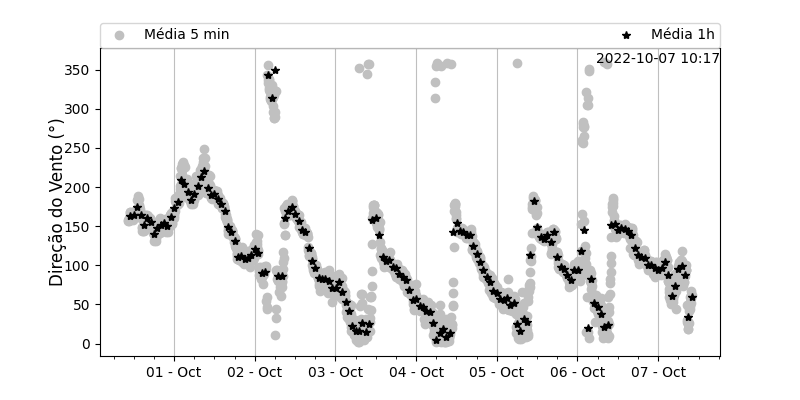 Média 5 min
Média 1h
2022-10-07 10:17
Direção do Vento (°)
350
300
250
200
150
100
50
0
01 - Oct
02 - Oct
03 - Oct
04 - Oct
05 - Oct
06 - Oct
07 - Oct